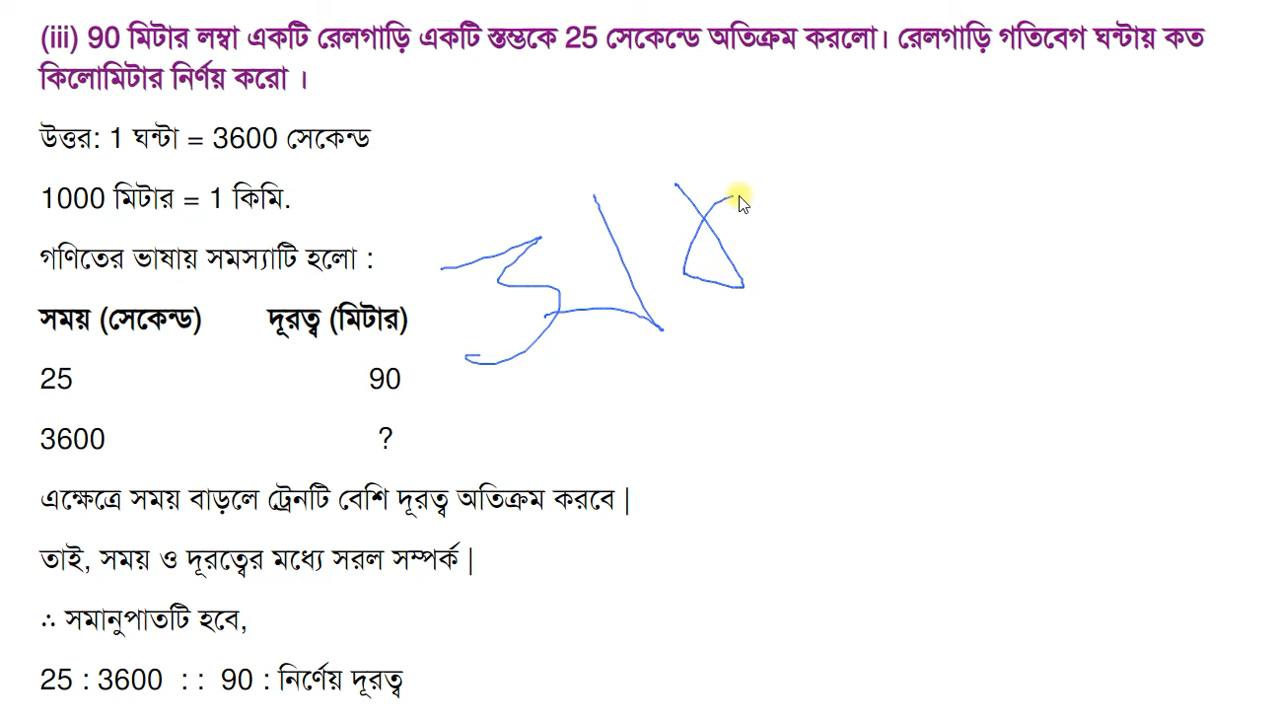 (iii) 90 মিটার লম্বা একটি রেলগাড়ি একটি স্তম্ভকে 25 সেকেন্ডে অতিক্রম করলো। রেলগাড়ি গতিবেগ ঘন্টায় কত
কিলোমিটার নির্ণয় করো ।
উত্তর: 1 ঘন্টা = 3600 সেকেন্ড
1000 মিটার = 1 কিমি.
গণিতের ভাষায় সমস্যাটি হলো :
সময় (সেকেন্ড) দূরত্ব (মিটার)
25 90
3600 ?
এক্ষেত্রে সময় বাড়লে ট্রেনটি বেশি দূরত্ব অতিক্রম করবে |
তাই, সময় ও দূরত্বের মধ্যে সরল সম্পর্ক |
∴ সমানুপাতটি হবে,
25 : 3600 : : 90 : নির্ণেয় দূরত্ব